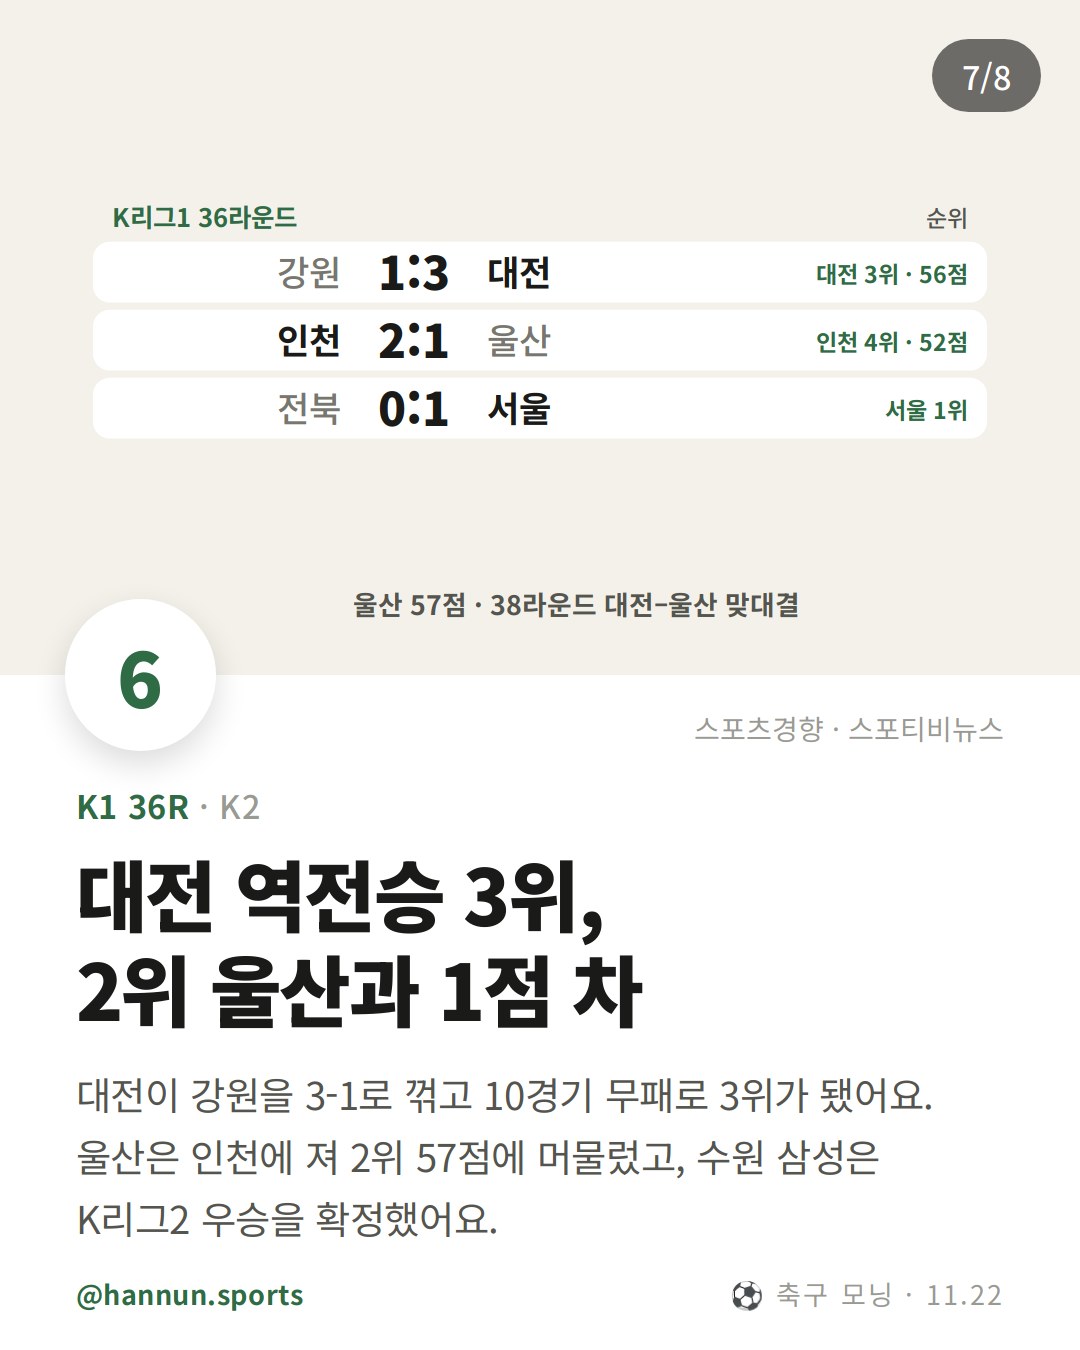 7/8
K리그1 36라운드 순위
강원 1:3 대전 대전 3위 · 56점
인천 2:1 울산 인천 4위 · 52점
전북 0:1 서울 서울 1위
울산 57점 · 38라운드 대전–울산 맞대결
6
스포츠경향 · 스포티비뉴스
K1 36R · K2
대전 역전승 3위,
2위 울산과 1점 차
대전이 강원을 3-1로 꺾고 10경기 무패로 3위가 됐어요.
울산은 인천에 져 2위 57점에 머물렀고, 수원 삼성은
K리그2 우승을 확정했어요.
@hannun.sports ⚽ 축구 모닝 · 11.22